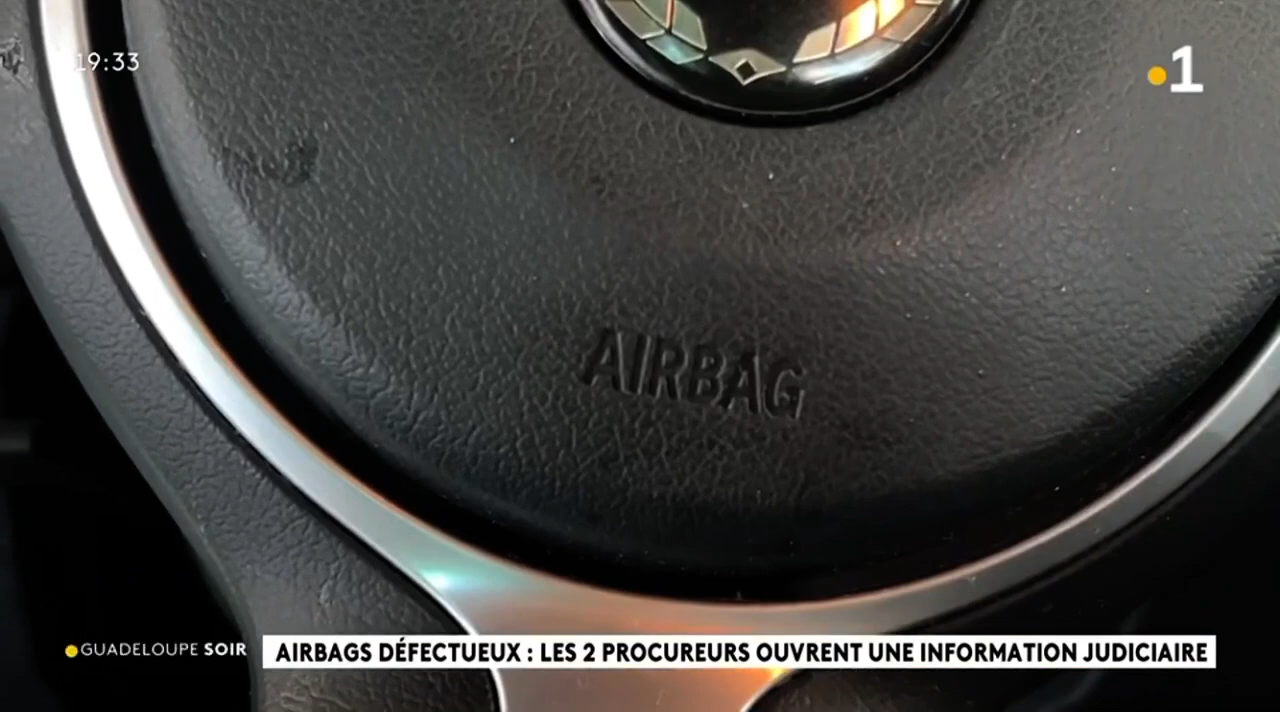 19:33
1
AIRBAG
GUADELOUPE SOIR
AIRBAGS DÉFECTUEUX : LES 2 PROCUREURS OUVRENT UNE INFORMATION JUDICIAIRE